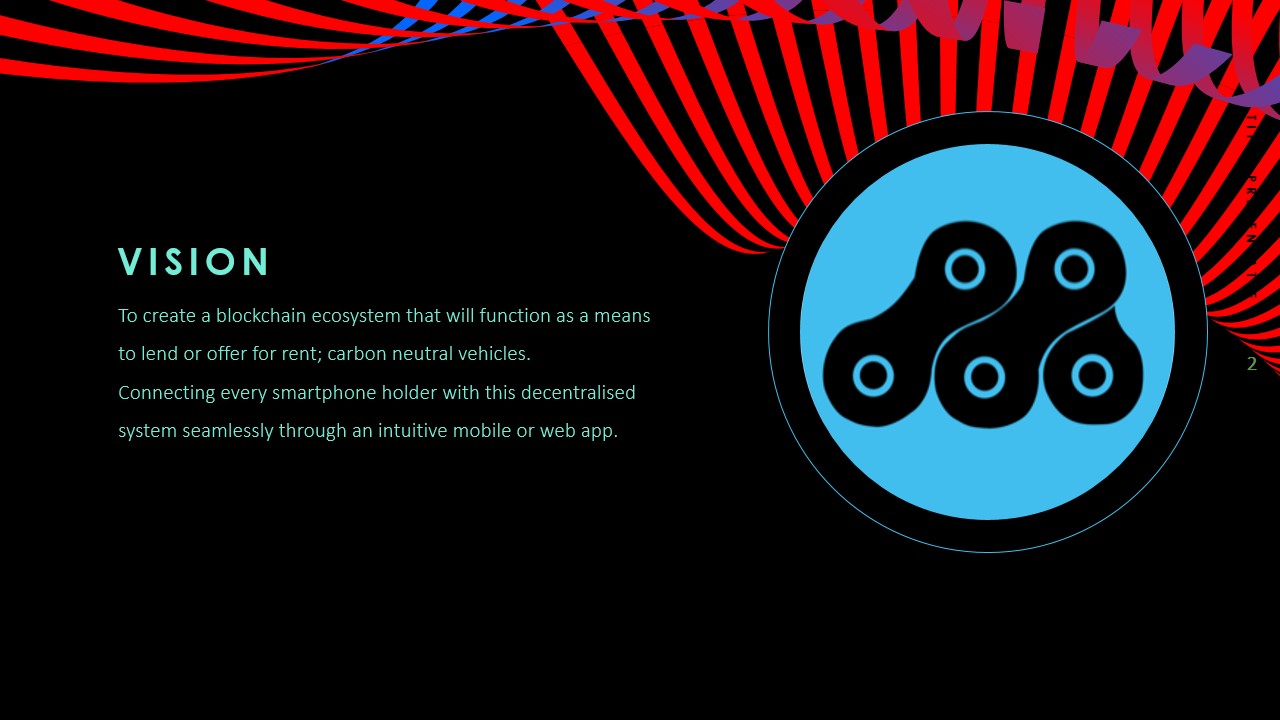 VISION
To create a blockchain ecosystem that will function as a means
to lend or offer for rent; carbon neutral vehicles.
Connecting every smartphone holder with this decentralised
system seamlessly through an intuitive mobile or web app.
2